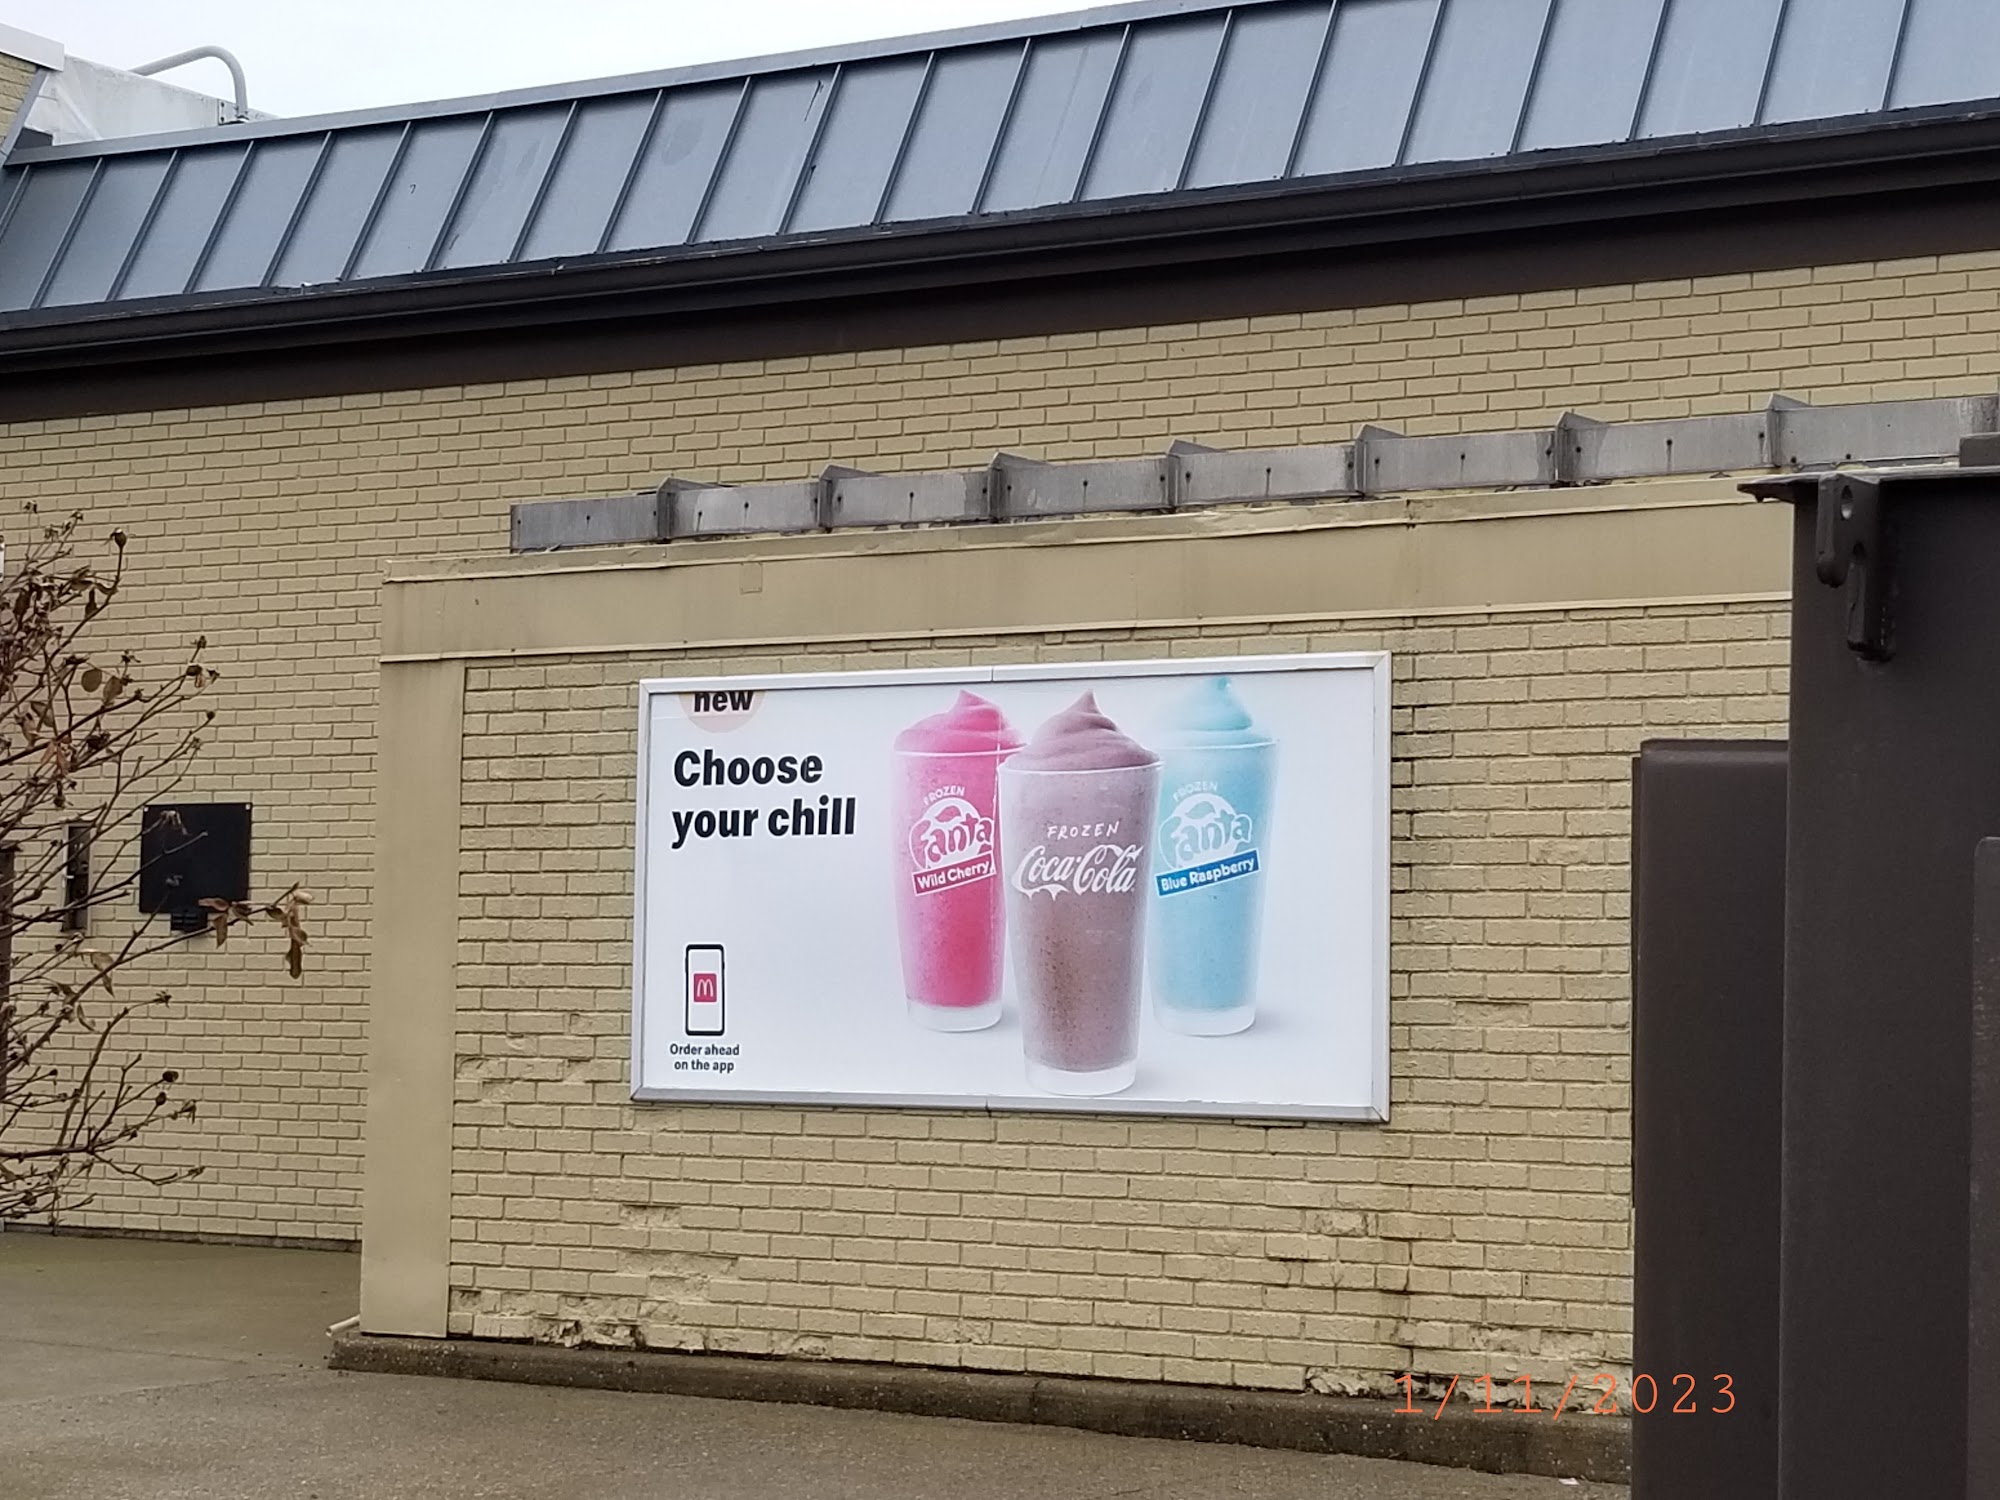 new
Choose
your chill
FROZEN
Fanta
Wild Cherry
FROZEN
Coca-Cola
FROZEN
Fanta
Blue Raspberry
M
Order ahead
on the app
1/11/2023